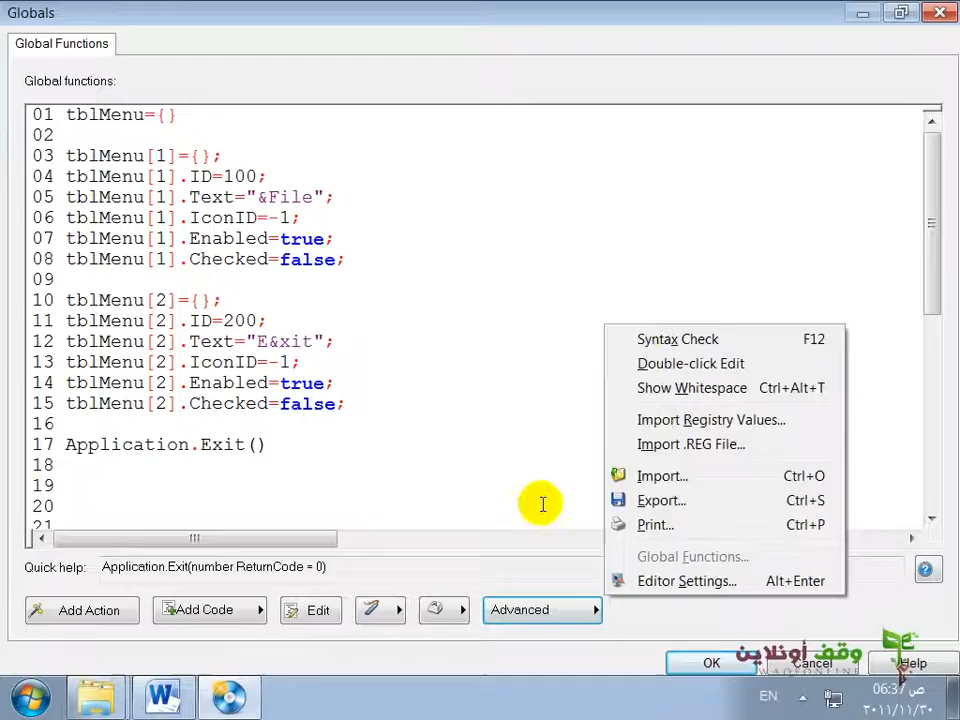 Globals
Global Functions
Global functions:
01 tblMenu={}
02
03 tblMenu[1]={};
04 tblMenu[1].ID=100;
05 tblMenu[1].Text="&File";
06 tblMenu[1].IconID=-1;
07 tblMenu[1].Enabled=true;
08 tblMenu[1].Checked=false;
09
10 tblMenu[2]={};
11 tblMenu[2].ID=200;
12 tblMenu[2].Text="E&xit";
13 tblMenu[2].IconID=-1;
14 tblMenu[2].Enabled=true;
15 tblMenu[2].Checked=false;
16
17 Application.Exit()
18
19
20
21
Syntax Check F12
Double-click Edit
Show Whitespace Ctrl+Alt+T
Import Registry Values...
Import .REG File...
Import... Ctrl+O
Export... Ctrl+S
Print... Ctrl+P
Global Functions...
Editor Settings... Alt+Enter
Quick help: Application.Exit(number ReturnCode = 0)
Add Action Add Code Edit Advanced
OK Cancel Help
وقف أونلاين
WAQFONLINE
EN
06:37 ص
٢٠١١/١١/٣٠